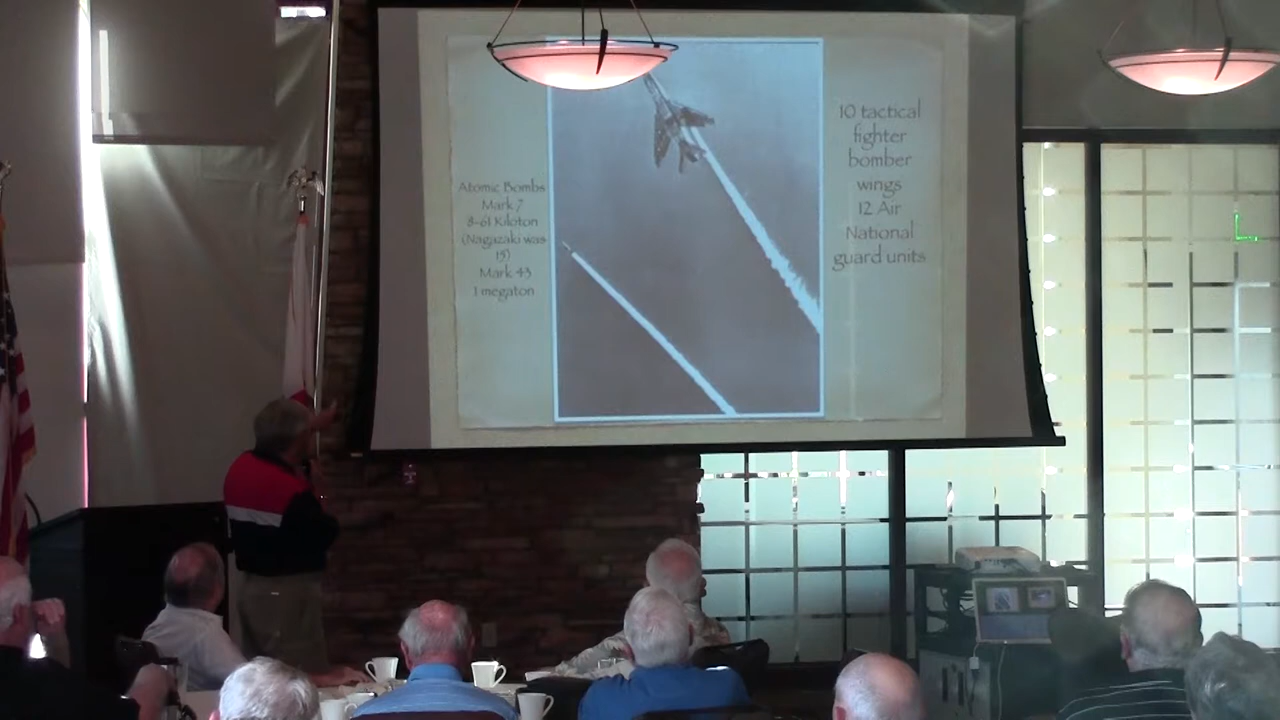 Atomic Bombs
Mark 7
8-61 Kiloton
(Nagazaki was
15)
Mark 43
1 megaton
10 tactical
fighter
bomber
wings
12 Air
National
guard units